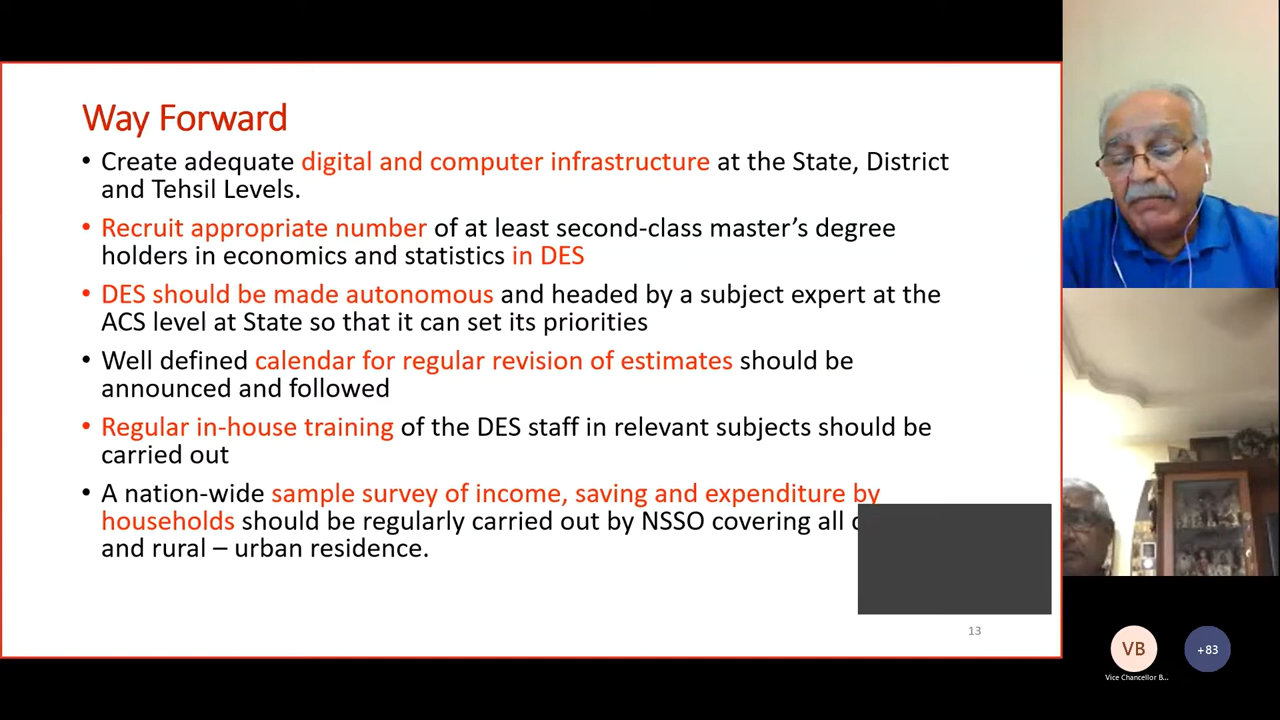 Way Forward
• Create adequate digital and computer infrastructure at the State, District
and Tehsil Levels.
• Recruit appropriate number of at least second-class master’s degree
holders in economics and statistics in DES
• DES should be made autonomous and headed by a subject expert at the
ACS level at State so that it can set its priorities
• Well defined calendar for regular revision of estimates should be
announced and followed
• Regular in-house training of the DES staff in relevant subjects should be
carried out
• A nation-wide sample survey of income, saving and expenditure by
households should be regularly carried out by NSSO covering all
and rural – urban residence.
13
VB
+83
Vice Chancellor B...